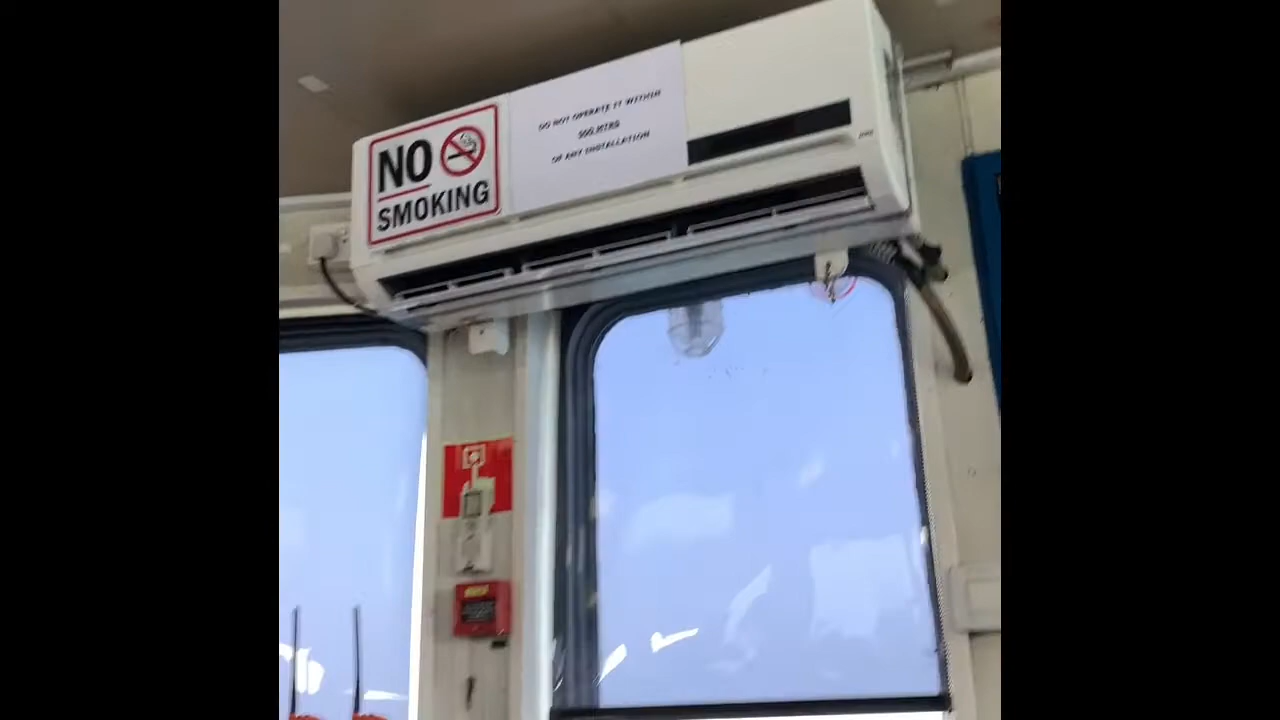 NO
SMOKING
DO NOT OPERATE IT WITHIN
500 MTRS
OF ANY INSTALLATION